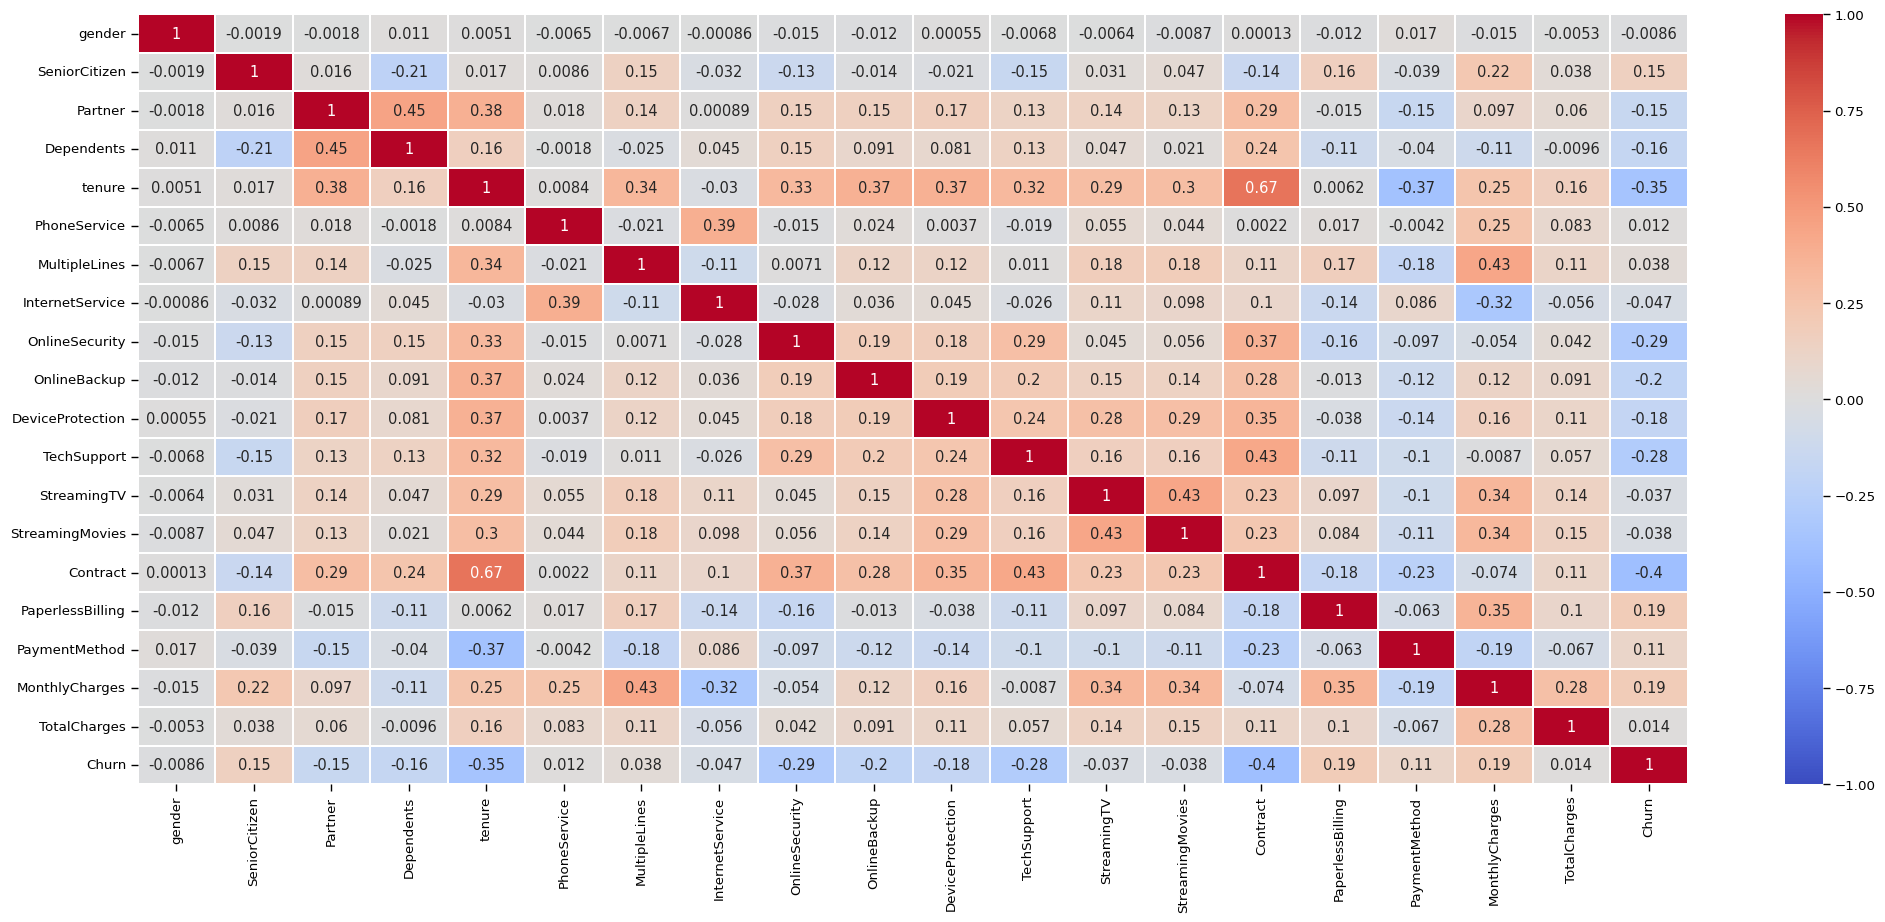 gender 1 -0.0019 -0.0018 0.011 0.0051 -0.0065 -0.0067 -0.00086 -0.015 -0.012 0.00055 -0.0068 -0.0064 -0.0087 0.00013 -0.012 0.017 -0.015 -0.0053 -0.0086
SeniorCitizen -0.0019 1 0.016 -0.21 0.017 0.0086 0.15 -0.032 -0.13 -0.014 -0.021 -0.15 0.031 0.047 -0.14 0.16 -0.039 0.22 0.038 0.15
Partner -0.0018 0.016 1 0.45 0.38 0.018 0.14 0.00089 0.15 0.15 0.17 0.13 0.14 0.13 0.29 -0.015 -0.15 0.097 0.06 -0.15
Dependents 0.011 -0.21 0.45 1 0.16 -0.0018 -0.025 0.045 0.15 0.091 0.081 0.13 0.047 0.021 0.24 -0.11 -0.04 -0.11 -0.0096 -0.16
tenure 0.0051 0.017 0.38 0.16 1 0.0084 0.34 -0.03 0.33 0.37 0.37 0.32 0.29 0.3 0.67 0.0062 -0.37 0.25 0.16 -0.35
PhoneService -0.0065 0.0086 0.018 -0.0018 0.0084 1 -0.021 0.39 -0.015 0.024 0.0037 -0.019 0.055 0.044 0.0022 0.017 -0.0042 0.25 0.083 0.012
MultipleLines -0.0067 0.15 0.14 -0.025 0.34 -0.021 1 -0.11 0.0071 0.12 0.12 0.011 0.18 0.18 0.11 0.17 -0.18 0.43 0.11 0.038
InternetService -0.00086 -0.032 0.00089 0.045 -0.03 0.39 -0.11 1 -0.028 0.036 0.045 -0.026 0.11 0.098 0.1 -0.14 0.086 -0.32 -0.056 -0.047
OnlineSecurity -0.015 -0.13 0.15 0.15 0.33 -0.015 0.0071 -0.028 1 0.19 0.18 0.29 0.045 0.056 0.37 -0.16 -0.097 -0.054 0.042 -0.29
OnlineBackup -0.012 -0.014 0.15 0.091 0.37 0.024 0.12 0.036 0.19 1 0.19 0.2 0.15 0.14 0.28 -0.013 -0.12 0.12 0.091 -0.2
DeviceProtection 0.00055 -0.021 0.17 0.081 0.37 0.0037 0.12 0.045 0.18 0.19 1 0.24 0.28 0.29 0.35 -0.038 -0.14 0.16 0.11 -0.18
TechSupport -0.0068 -0.15 0.13 0.13 0.32 -0.019 0.011 -0.026 0.29 0.2 0.24 1 0.16 0.16 0.43 -0.11 -0.1 -0.0087 0.057 -0.28
StreamingTV -0.0064 0.031 0.14 0.047 0.29 0.055 0.18 0.11 0.045 0.15 0.28 0.16 1 0.43 0.23 0.097 -0.1 0.34 0.14 -0.037
StreamingMovies -0.0087 0.047 0.13 0.021 0.3 0.044 0.18 0.098 0.056 0.14 0.29 0.16 0.43 1 0.23 0.084 -0.11 0.34 0.15 -0.038
Contract 0.00013 -0.14 0.29 0.24 0.67 0.0022 0.11 0.1 0.37 0.28 0.35 0.43 0.23 0.23 1 -0.18 -0.23 -0.074 0.11 -0.4
PaperlessBilling -0.012 0.16 -0.015 -0.11 0.0062 0.017 0.17 -0.14 -0.16 -0.013 -0.038 -0.11 0.097 0.084 -0.18 1 -0.063 0.35 0.1 0.19
PaymentMethod 0.017 -0.039 -0.15 -0.04 -0.37 -0.0042 -0.18 0.086 -0.097 -0.12 -0.14 -0.1 -0.1 -0.11 -0.23 -0.063 1 -0.19 -0.067 0.11
MonthlyCharges -0.015 0.22 0.097 -0.11 0.25 0.25 0.43 -0.32 -0.054 0.12 0.16 -0.0087 0.34 0.34 -0.074 0.35 -0.19 1 0.28 0.19
TotalCharges -0.0053 0.038 0.06 -0.0096 0.16 0.083 0.11 -0.056 0.042 0.091 0.11 0.057 0.14 0.15 0.11 0.1 -0.067 0.28 1 0.014
Churn -0.0086 0.15 -0.15 -0.16 -0.35 0.012 0.038 -0.047 -0.29 -0.2 -0.18 -0.28 -0.037 -0.038 -0.4 0.19 0.11 0.19 0.014 1
gender
SeniorCitizen
Partner
Dependents
tenure
PhoneService
MultipleLines
InternetService
OnlineSecurity
OnlineBackup
DeviceProtection
TechSupport
StreamingTV
StreamingMovies
Contract
PaperlessBilling
PaymentMethod
MonthlyCharges
TotalCharges
Churn
1.00
0.75
0.50
0.25
0.00
−0.25
−0.50
−0.75
−1.00